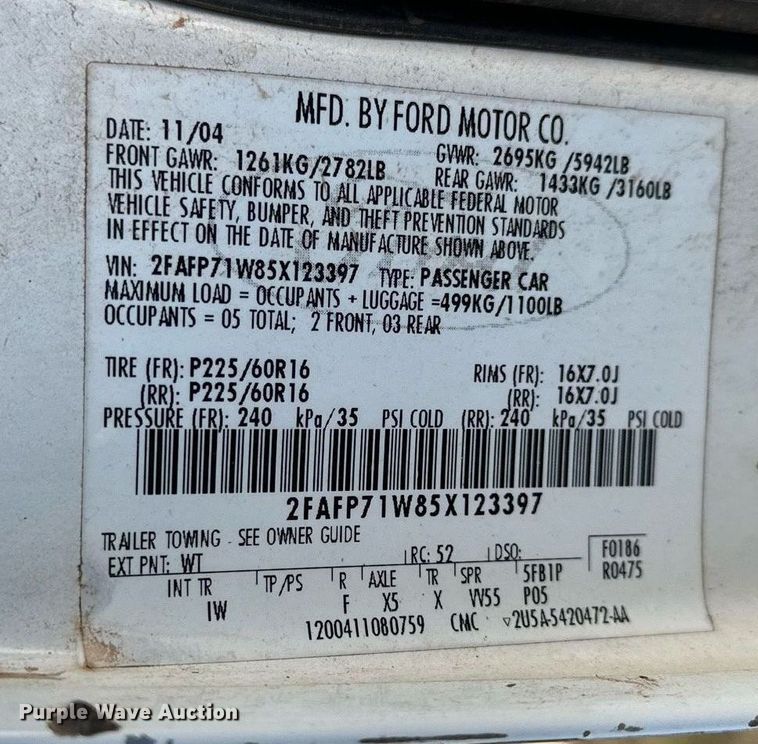 MFD. BY FORD MOTOR CO.
DATE: 11/04 GVWR: 2695KG /5942LB
FRONT GAWR: 1261KG/2782LB REAR GAWR: 1433KG /3160LB
THIS VEHICLE CONFORMS TO ALL APPLICABLE FEDERAL MOTOR
VEHICLE SAFETY, BUMPER, AND THEFT PREVENTION STANDARDS
IN EFFECT ON THE DATE OF MANUFACTURE SHOWN ABOVE.
VIN: 2FAFP71W85X123397 TYPE: PASSENGER CAR
MAXIMUM LOAD = OCCUPANTS + LUGGAGE =499KG/1100LB
OCCUPANTS = 05 TOTAL; 2 FRONT, 03 REAR
TIRE (FR): P225/60R16 RIMS (FR): 16X7.0J
(RR): P225/60R16 (RR): 16X7.0J
PRESSURE (FR): 240 kPa/35 PSI COLD (RR): 240 kPa/35 PSI COLD
2FAFP71W85X123397
TRAILER TOWING - SEE OWNER GUIDE
EXT PNT: WT RC: 52 DSO: F0186
INT TR TP/PS R AXLE TR SPR 5FB1P R0475
IW F X5 X VV55 P05
1200411080759 CMC ▽2U5A-5420472-AA
Purple Wave Auction